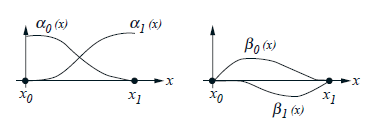 α₀ (x) α₁ (x)
x
x₀ x₁
β₀ (x)
x
x₀ x₁
β₁ (x)